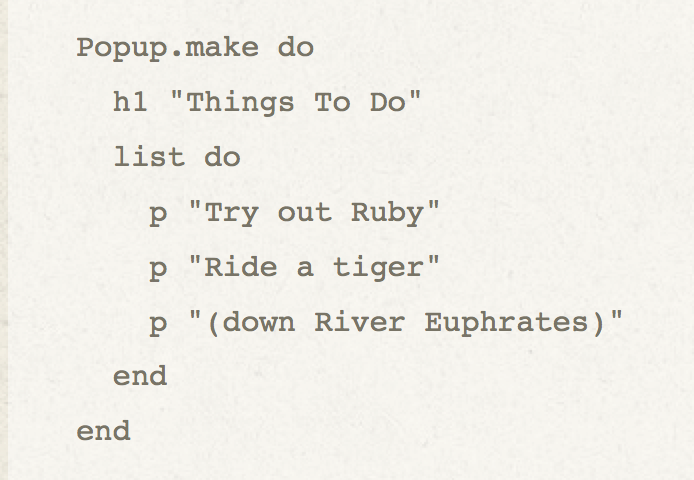 Popup.make do
  h1 "Things To Do"
  list do
    p "Try out Ruby"
    p "Ride a tiger"
    p "(down River Euphrates)"
  end
end